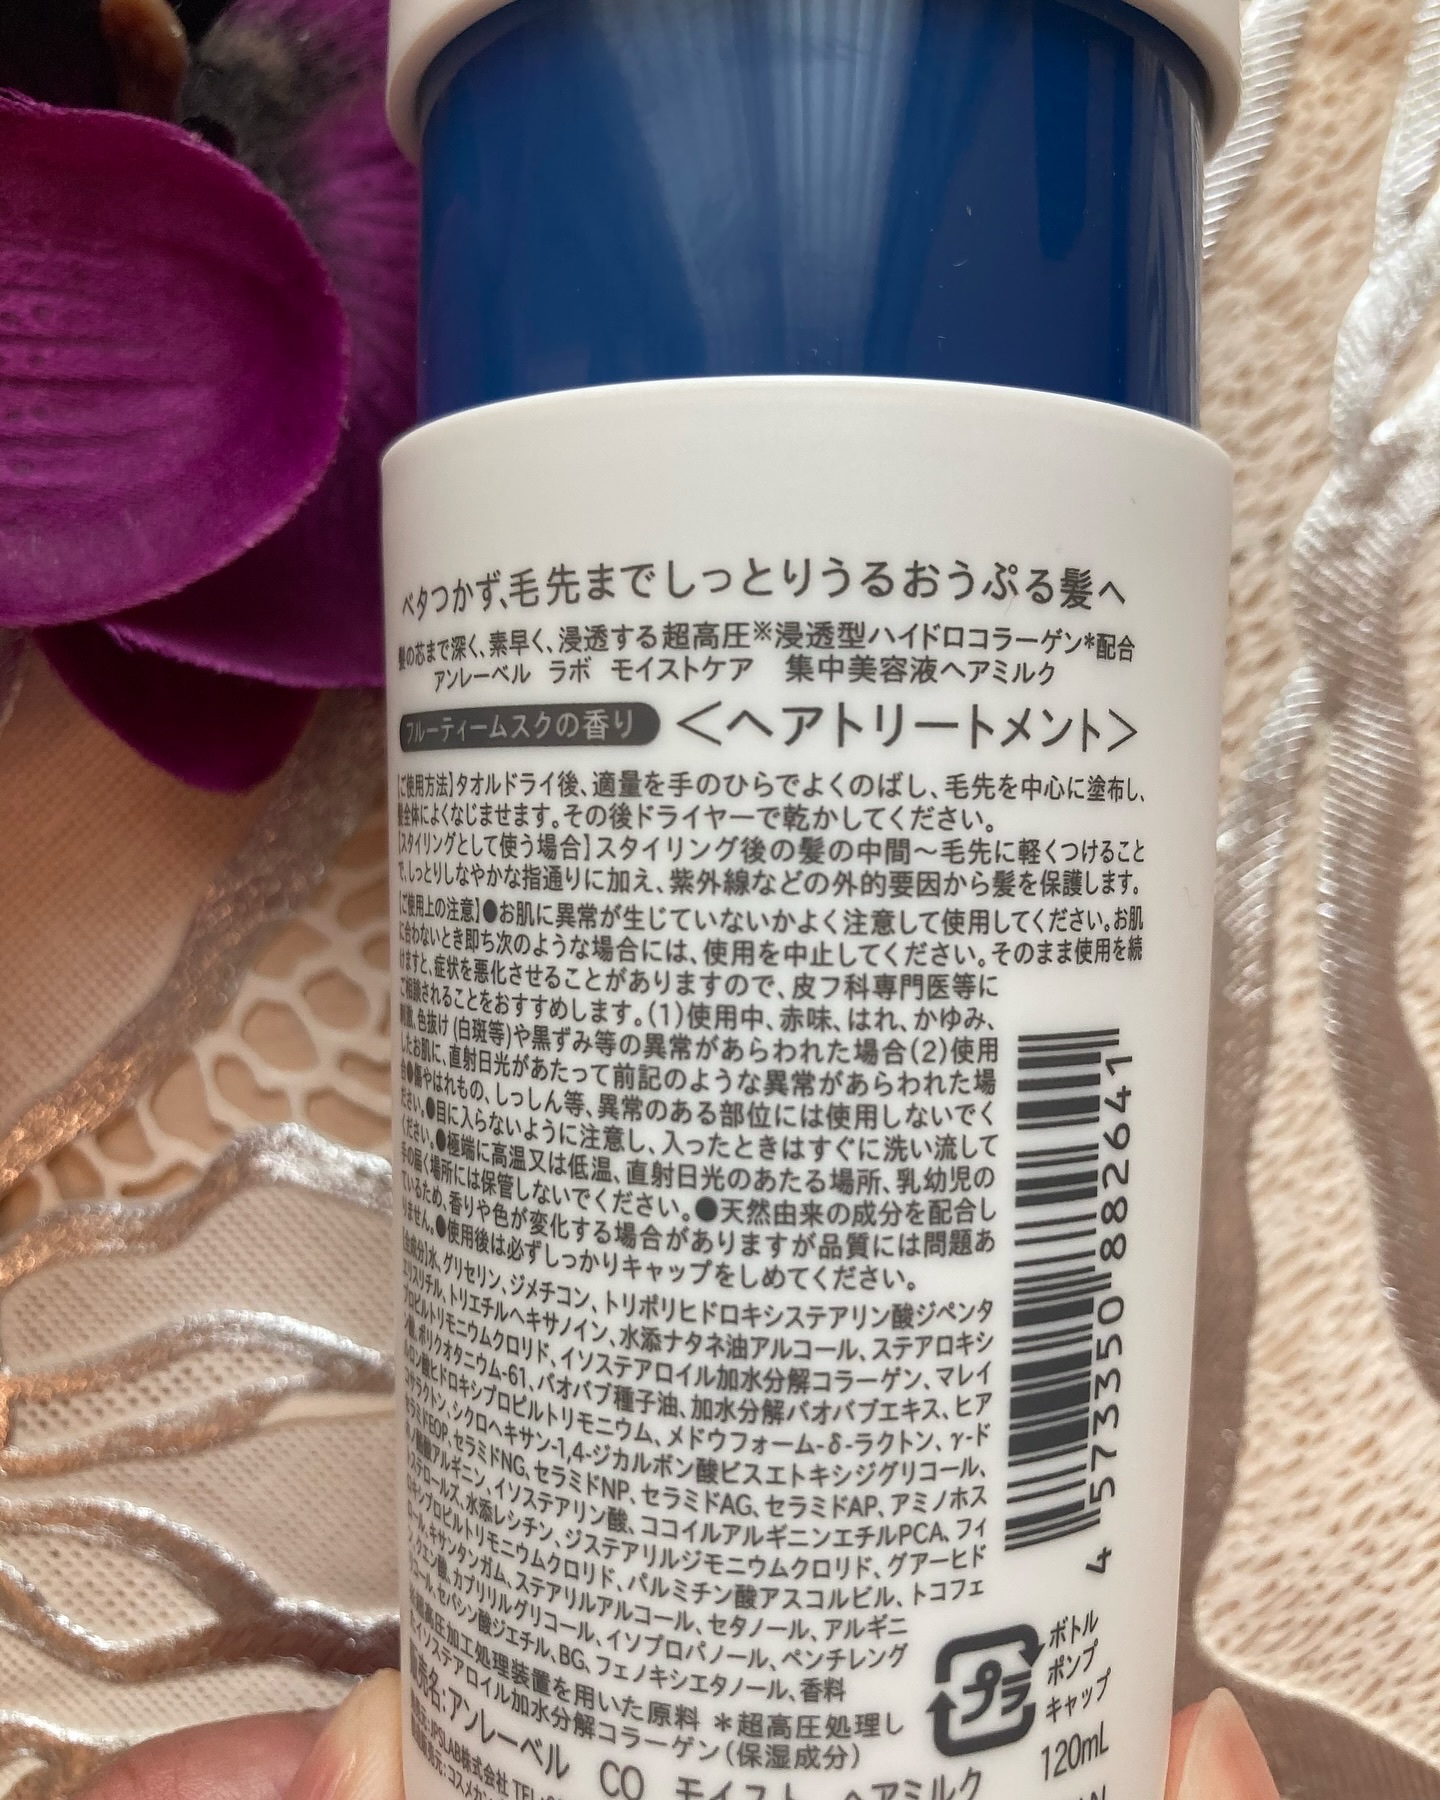 ベタつかず、毛先までしっとりうるおうぷる髪へ
髪の芯まで深く、素早く、浸透する超高圧※浸透型ハイドロコラーゲン*配合
アンレーベル ラボ モイストケア 集中美容液ヘアミルク
フルーティームスクの香り <ヘアトリートメント>
【ご使用方法】タオルドライ後、適量を手のひらでよくのばし、毛先を中心に塗布し、
髪全体によくなじませます。その後ドライヤーで乾かしてください。
【スタイリングとして使う場合】スタイリング後の髪の中間～毛先に軽くつけること
で、しっとりしなやかな指通りに加え、紫外線などの外的要因から髪を保護します。
【ご使用上の注意】●お肌に異常が生じていないかよく注意して使用してください。お肌
に合わないとき即ち次のような場合には、使用を中止してください。そのまま使用を続
けますと、症状を悪化させることがありますので、皮フ科専門医等に
ご相談されることをおすすめします。(1)使用中、赤味、はれ、かゆみ、
刺激、色抜け(白斑等)や黒ずみ等の異常があらわれた場合(2)使用
したお肌に、直射日光があたって前記のような異常があらわれた場
合●傷やはれもの、しっしん等、異常のある部位には使用しないでく
ださい。●目に入らないように注意し、入ったときはすぐに洗い流して
ください。●極端に高温又は低温、直射日光のあたる場所、乳幼児の
手の届く場所には保管しないでください。●天然由来の成分を配合し
ているため、香りや色が変化する場合がありますが品質には問題あ
りません。●使用後は必ずしっかりキャップをしめてください。
【全成分】水、グリセリン、ジメチコン、トリポリヒドロキシステアリン酸ジペンタ
エリスリチル、トリエチルヘキサノイン、水添ナタネ油アルコール、ステアロキシ
プロピルトリモニウムクロリド、イソステアロイル加水分解コラーゲン、マレイ
ン酸、ポリクオタニウム-61、バオバブ種子油、加水分解バオバブエキス、ヒア
ルロン酸ヒドロキシプロピルトリモニウム、メドウフォーム-δ-ラクトン、γ-ド
コサラクトン、シクロヘキサン-1,4-ジカルボン酸ビスエトキシジグリコール、
セラミドEOP、セラミドNG、セラミドNP、セラミドAG、セラミドAP、アミノホス
ホノ酪酸アルギニン、イソステアリン酸、ココイルアルギニンエチルPCA、フィ
トステロールズ、水添レシチン、ジステアリルジモニウムクロリド、グアーヒド
ロキシプロピルトリモニウムクロリド、パルミチン酸アスコルビル、トコフェ
ロール、キサンタンガム、ステアリルアルコール、セタノール、アルギニ
ン、クエン酸、カプリリルグリコール、イソプロパノール、ペンチレング
リコール、セバシン酸ジエチル、BG、フェノキシエタノール、香料
※超高圧加工処理装置を用いた原料 *超高圧処理し
たイソステアロイル加水分解コラーゲン(保湿成分)
販売名:アンレーベル CO モイスト ヘアミルク
JPSLAB株式会社 TEL
4 573350 882641
プラ
ボトル
ポンプ
キャップ
120mL